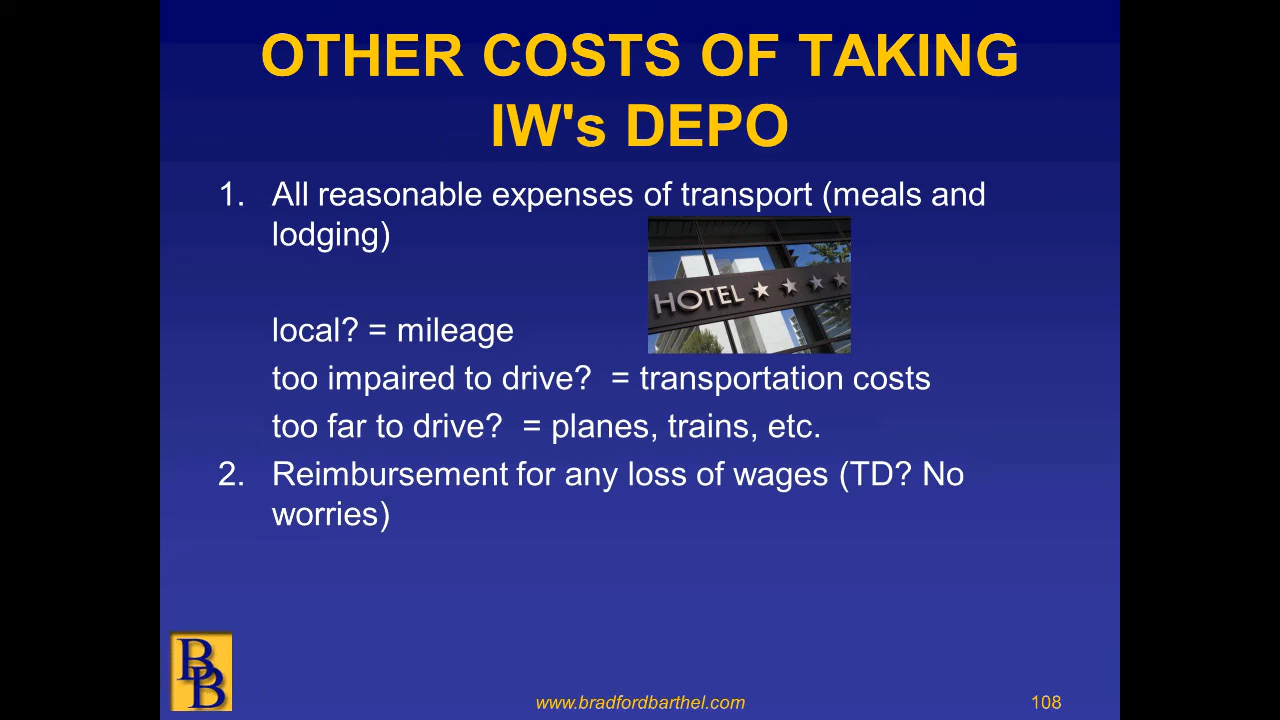 OTHER COSTS OF TAKING
IW's DEPO
1. All reasonable expenses of transport (meals and
lodging)
HOTEL
local? = mileage
too impaired to drive? = transportation costs
too far to drive? = planes, trains, etc.
2. Reimbursement for any loss of wages (TD? No
worries)
BB
www.bradfordbarthel.com
108